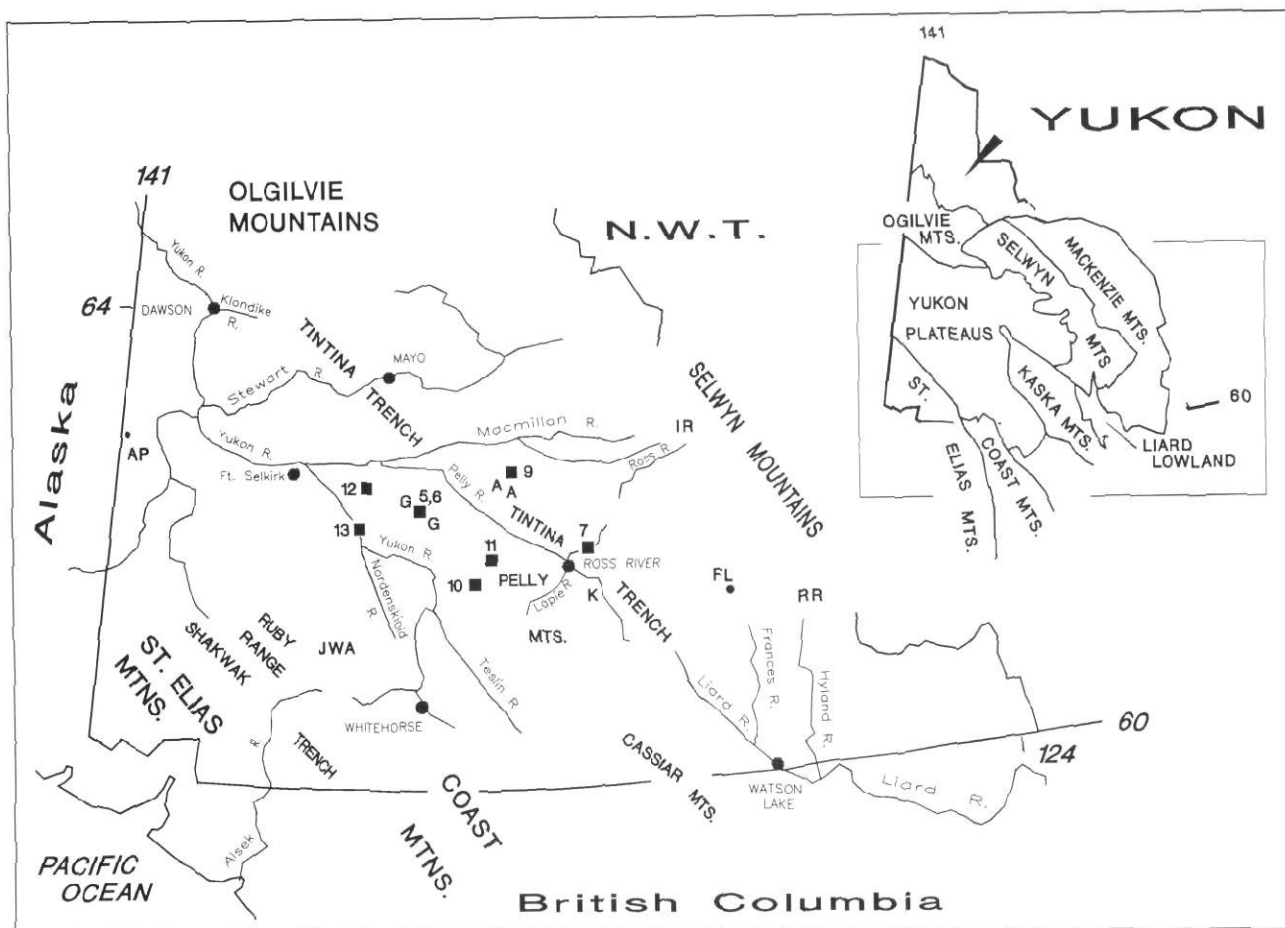 141
YUKON
OGILVIE
MTS.
SELWYN
MTS
MACKENZIE MTS.
YUKON
PLATEAUS
ST.
ELIAS
MTS.
COAST MTS.
KASKA MTS.
LIARD
LOWLAND
60
141
OLGILVIE
MOUNTAINS
N.W.T.
Yukon R.
64
DAWSON
Klondike
R.
TINTINA
TRENCH
MAYO
Stewart
R.
Alaska
AP
Yukon R.
Ft. Selkirk
Macmillan R.
IR
Ross R.
SELWYN MOUNTAINS
9
A
A
12
5,6
G
G
Pelly R.
TINTINA
TRENCH
13
Yukon R.
11
10
PELLY
MTS.
7
ROSS RIVER
Lapie R.
K
FL
RR
Nordenskiold
R.
RUBY
RANGE
SHAKWAK
TRENCH
ST. ELIAS
MTNS.
JWA
Teslin R.
WHITEHORSE
Frances R.
Hyland R.
Liard R.
60
124
CASSIAR MTS.
WATSON
LAKE
Liard R.
COAST
MTNS.
Alsek
R.
PACIFIC
OCEAN
British Columbia